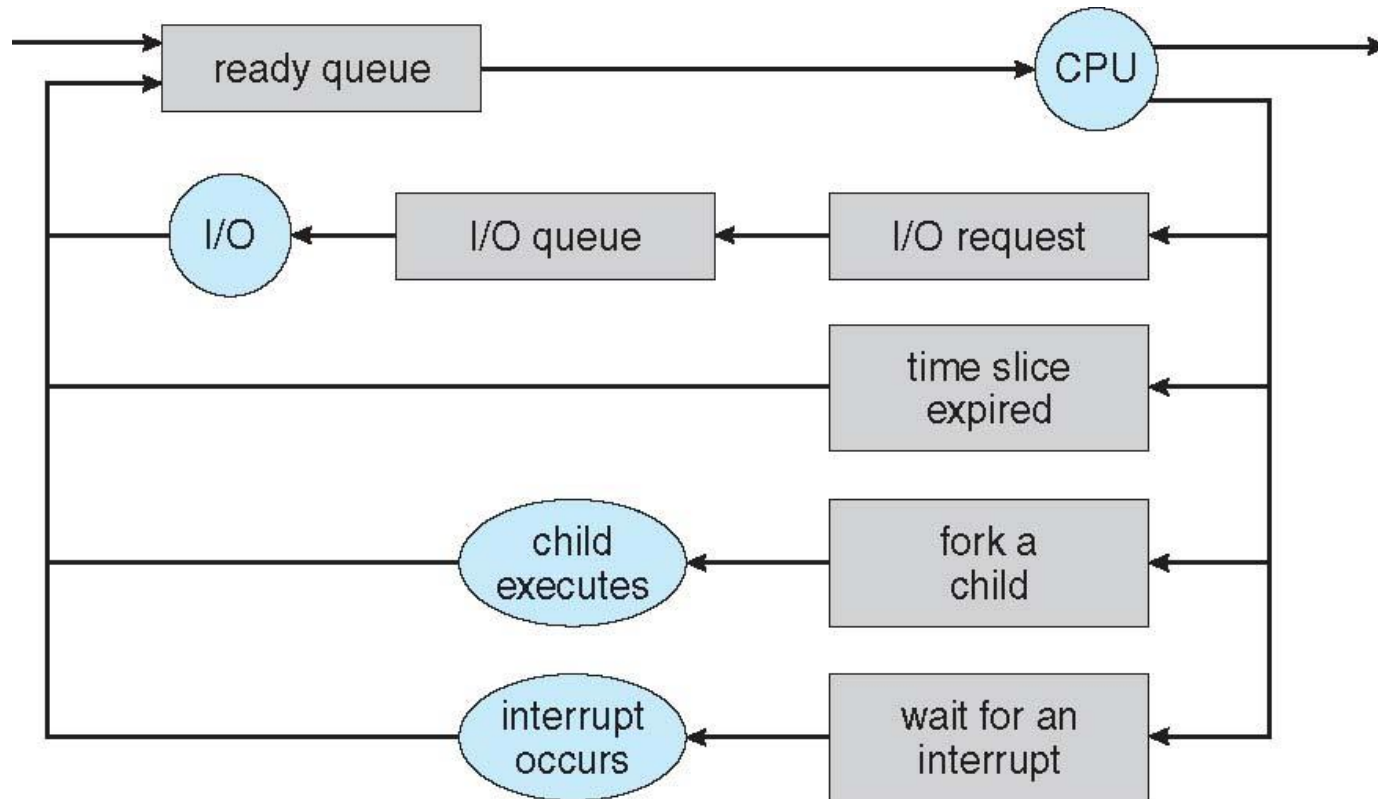 ready queue
CPU
I/O
I/O queue
I/O request
time slice
expired
child
executes
fork a
child
interrupt
occurs
wait for an
interrupt